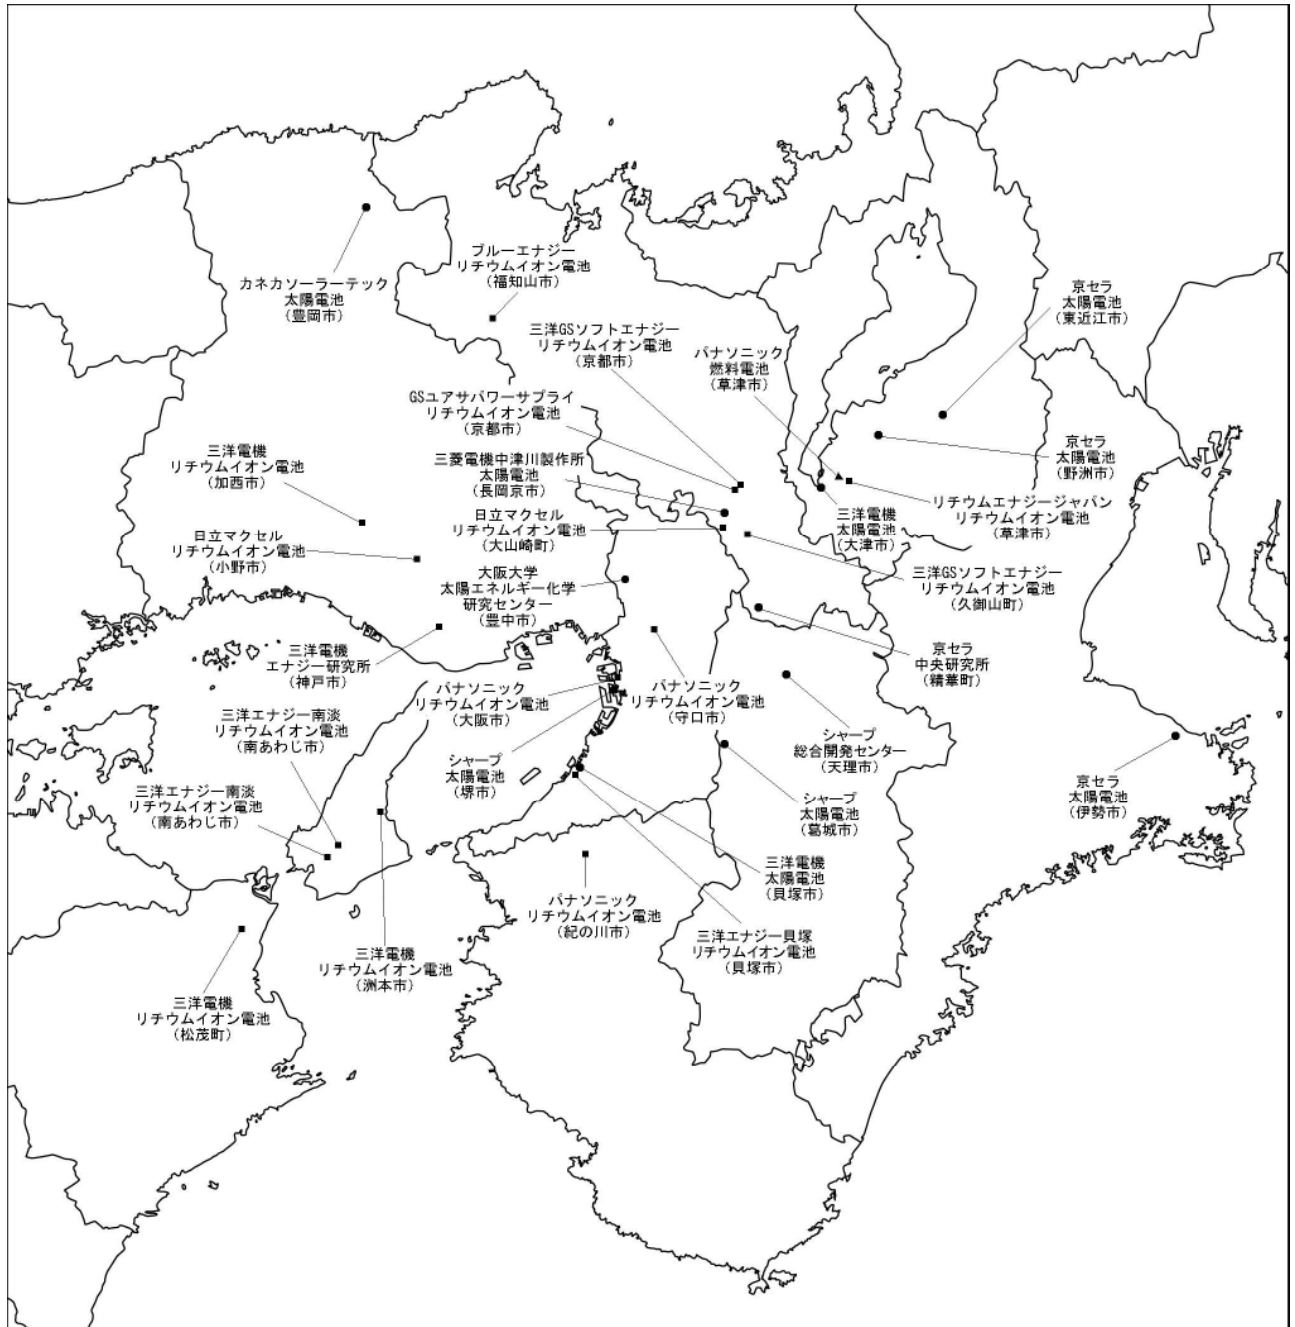 カネカソーラーテック
太陽電池
（豊岡市）
ブルーエナジー
リチウムイオン電池
（福知山市）
三洋GSソフトエナジー
リチウムイオン電池
（京都市）
パナソニック
燃料電池
（草津市）
京セラ
太陽電池
（東近江市）
GSユアサパワーサプライ
リチウムイオン電池
（京都市）
三洋電機
リチウムイオン電池
（加西市）
三菱電機中津川製作所
太陽電池
（長岡京市）
京セラ
太陽電池
（野洲市）
日立マクセル
リチウムイオン電池
（小野市）
日立マクセル
リチウムイオン電池
（大山崎町）
三洋電機
太陽電池
（大津市）
リチウムエナジージャパン
リチウムイオン電池
（草津市）
大阪大学
太陽エネルギー化学
研究センター
（豊中市）
三洋GSソフトエナジー
リチウムイオン電池
（久御山町）
三洋電機
エナジー研究所
（神戸市）
京セラ
中央研究所
（精華町）
パナソニック
リチウムイオン電池
（大阪市）
パナソニック
リチウムイオン電池
（守口市）
三洋エナジー南淡
リチウムイオン電池
（南あわじ市）
シャープ
太陽電池
（堺市）
シャープ
総合開発センター
（天理市）
三洋エナジー南淡
リチウムイオン電池
（南あわじ市）
シャープ
太陽電池
（葛城市）
京セラ
太陽電池
（伊勢市）
三洋電機
太陽電池
（貝塚市）
パナソニック
リチウムイオン電池
（紀の川市）
三洋エナジー貝塚
リチウムイオン電池
（貝塚市）
三洋電機
リチウムイオン電池
（洲本市）
三洋電機
リチウムイオン電池
（松茂町）